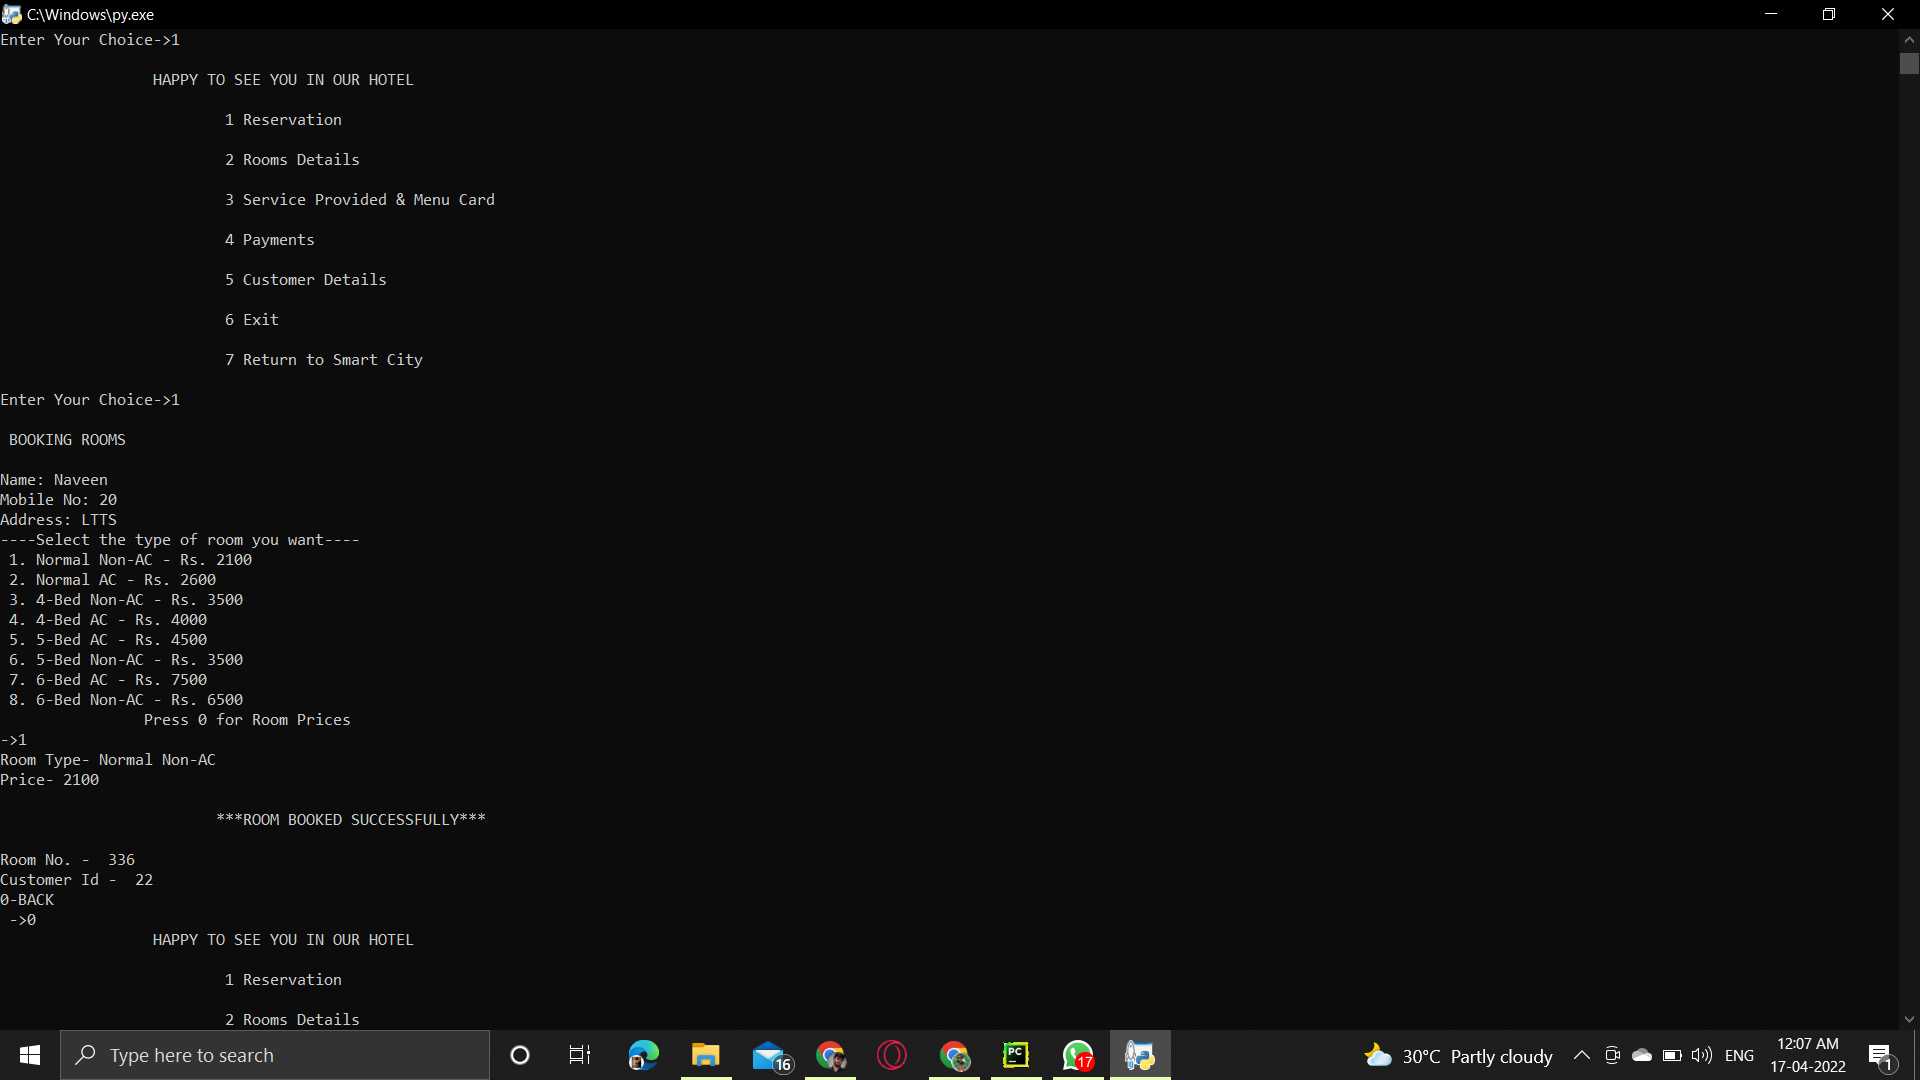 C:\Windows\py.exe
Enter Your Choice->1
HAPPY TO SEE YOU IN OUR HOTEL
1 Reservation
2 Rooms Details
3 Service Provided & Menu Card
4 Payments
5 Customer Details
6 Exit
7 Return to Smart City
Enter Your Choice->1
BOOKING ROOMS
Name: Naveen
Mobile No: 20
Address: LTTS
----Select the type of room you want----
1. Normal Non-AC - Rs. 2100
2. Normal AC - Rs. 2600
3. 4-Bed Non-AC - Rs. 3500
4. 4-Bed AC - Rs. 4000
5. 5-Bed AC - Rs. 4500
6. 5-Bed Non-AC - Rs. 3500
7. 6-Bed AC - Rs. 7500
8. 6-Bed Non-AC - Rs. 6500
Press 0 for Room Prices
->1
Room Type- Normal Non-AC
Price- 2100
***ROOM BOOKED SUCCESSFULLY***
Room No. -  336
Customer Id -  22
0-BACK
->0
HAPPY TO SEE YOU IN OUR HOTEL
1 Reservation
2 Rooms Details
Type here to search
16
PC
17
30°C Partly cloudy
ENG
12:07 AM
17-04-2022
1